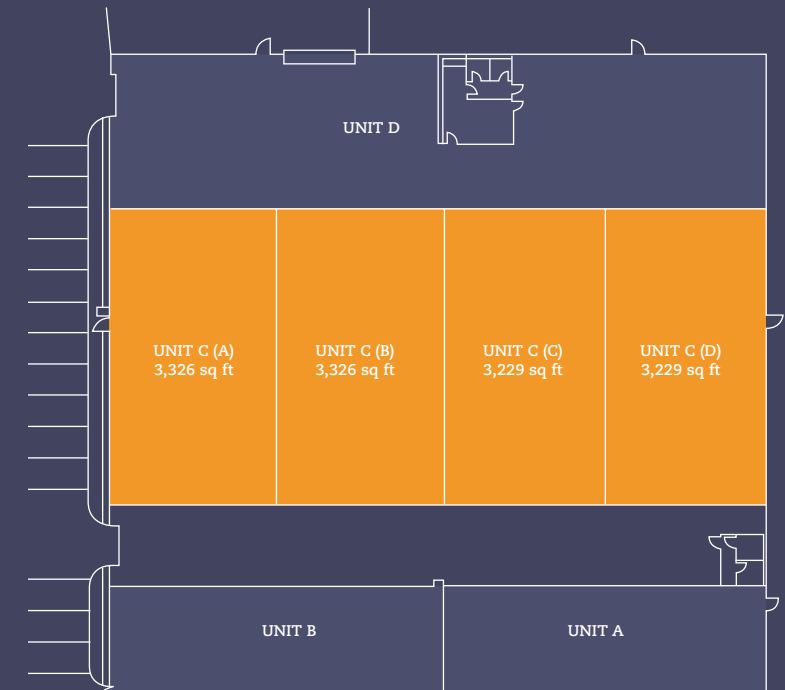 UNIT D
UNIT C (A)
3,326 sq ft
UNIT C (B)
3,326 sq ft
UNIT C (C)
3,229 sq ft
UNIT C (D)
3,229 sq ft
UNIT B
UNIT A